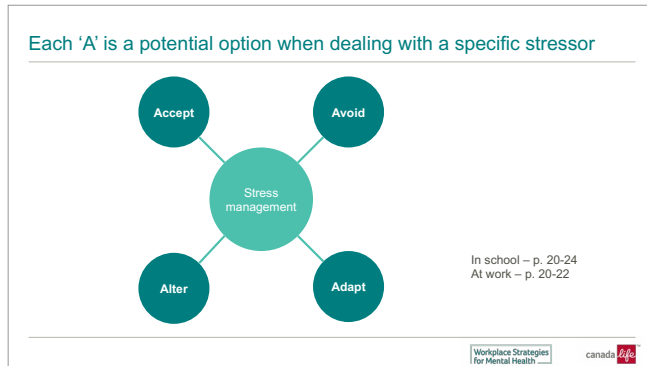 Each ‘A’ is a potential option when dealing with a specific stressor
Accept
Avoid
Stress
management
Alter
Adapt
In school – p. 20-24
At work – p. 20-22
Workplace Strategies
for Mental Health
canada life™